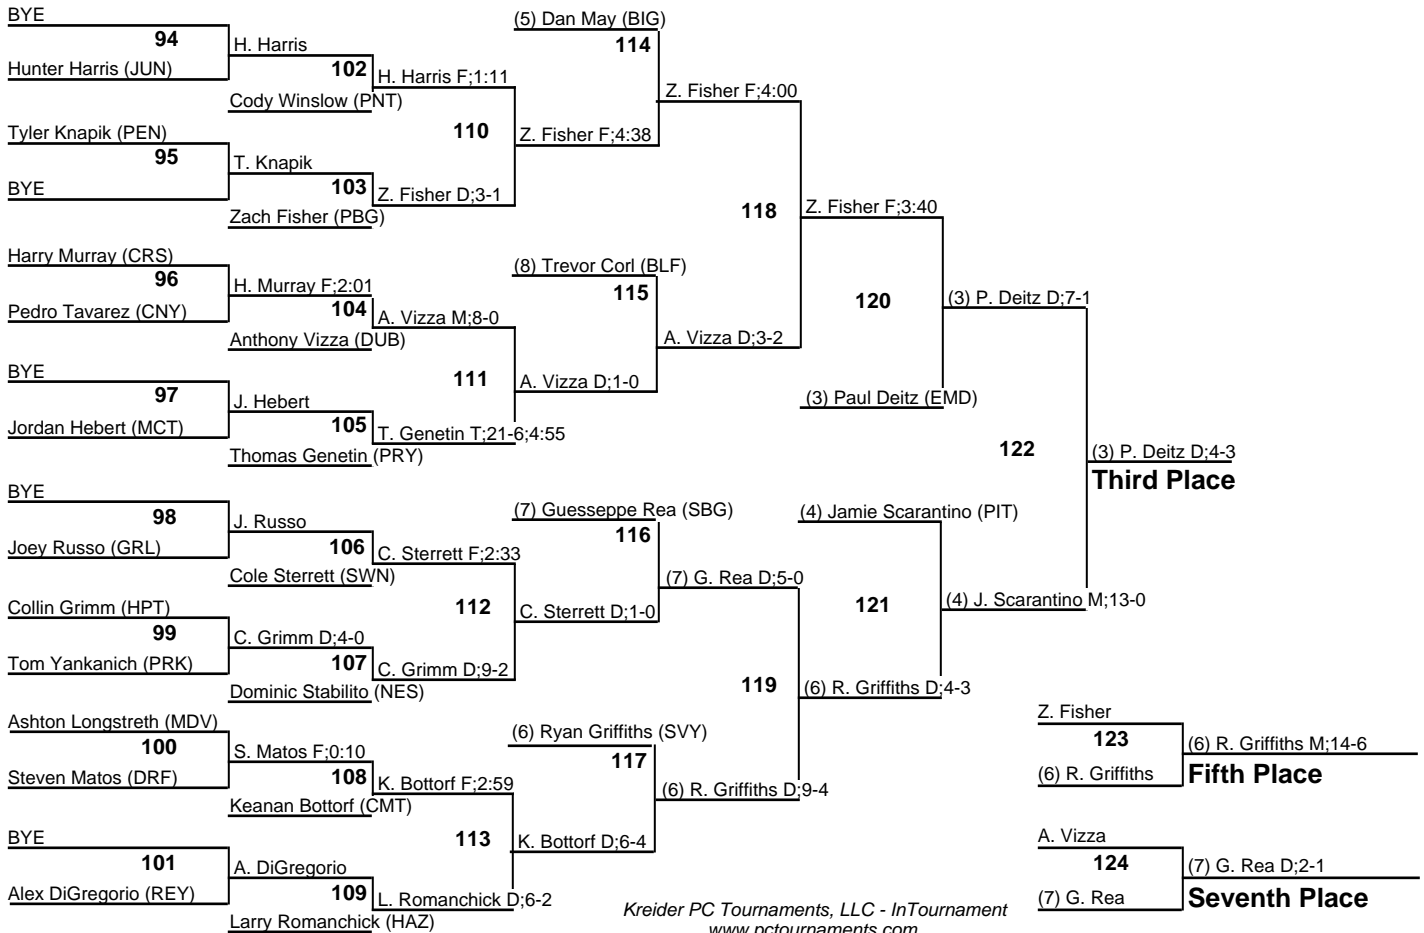 BYE
94
Hunter Harris (JUN)
H. Harris
102
Cody Winslow (PNT)
H. Harris F;1:11
Tyler Knapik (PEN)
95
BYE
T. Knapik
103
Zach Fisher (PBG)
Z. Fisher D;3-1
110
Z. Fisher F;4:38
(5) Dan May (BIG)
114
Z. Fisher F;4:00
Harry Murray (CRS)
96
Pedro Tavarez (CNY)
H. Murray F;2:01
104
Anthony Vizza (DUB)
A. Vizza M;8-0
BYE
97
Jordan Hebert (MCT)
J. Hebert
105
Thomas Genetin (PRY)
T. Genetin T;21-6;4:55
111
A. Vizza D;1-0
(8) Trevor Corl (BLF)
115
A. Vizza D;3-2
118
Z. Fisher F;3:40
120
(3) Paul Deitz (EMD)
(3) P. Deitz D;7-1
BYE
98
Joey Russo (GRL)
J. Russo
106
Cole Sterrett (SWN)
C. Sterrett F;2:33
Collin Grimm (HPT)
99
Tom Yankanich (PRK)
C. Grimm D;4-0
107
Dominic Stabilito (NES)
C. Grimm D;9-2
112
C. Sterrett D;1-0
(7) Guesseppe Rea (SBG)
116
(7) G. Rea D;5-0
Ashton Longstreth (MDV)
100
Steven Matos (DRF)
S. Matos F;0:10
108
Keanan Bottorf (CMT)
K. Bottorf F;2:59
BYE
101
Alex DiGregorio (REY)
A. DiGregorio
109
Larry Romanchick (HAZ)
L. Romanchick D;6-2
113
K. Bottorf D;6-4
(6) Ryan Griffiths (SVY)
117
(6) R. Griffiths D;9-4
119
(6) R. Griffiths D;4-3
(4) Jamie Scarantino (PIT)
121
(4) J. Scarantino M;13-0
122
(3) P. Deitz D;4-3
Third Place
Z. Fisher
123
(6) R. Griffiths
(6) R. Griffiths M;14-6
Fifth Place
A. Vizza
124
(7) G. Rea
(7) G. Rea D;2-1
Seventh Place
Kreider PC Tournaments, LLC - InTournament
www.pctournaments.com